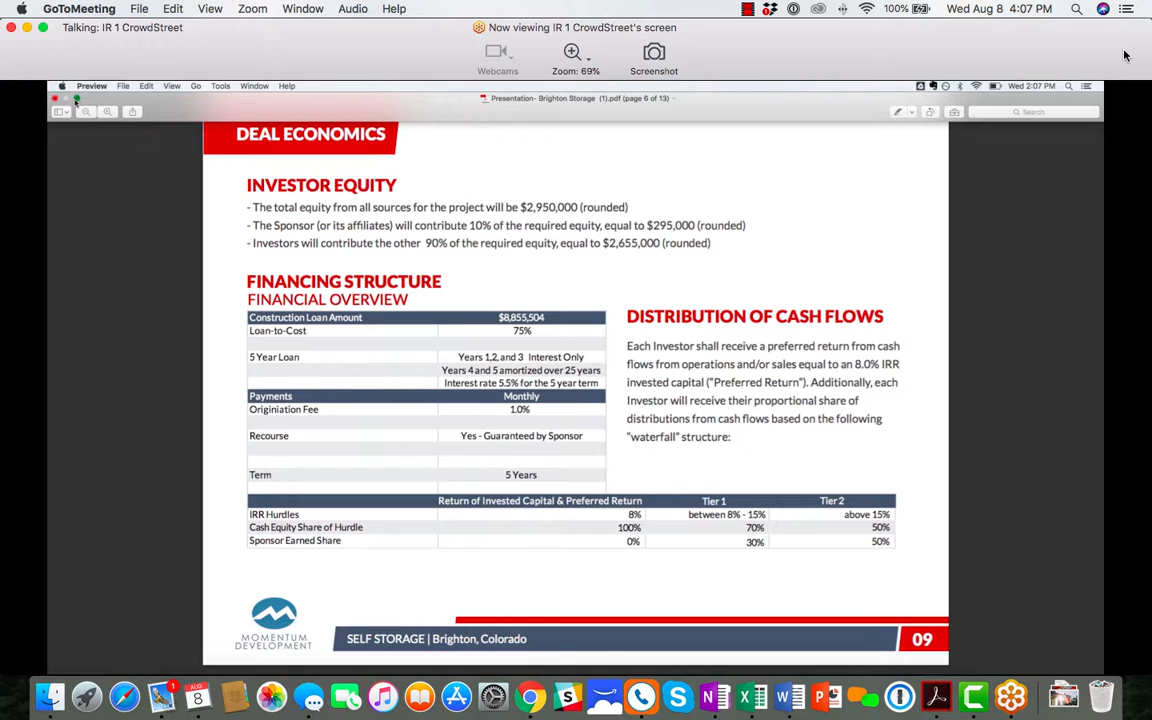 GoToMeeting File Edit View Zoom Window Audio Help 100% Wed Aug 8 4:07 PM
Talking: IR 1 CrowdStreet
Now viewing IR 1 CrowdStreet's screen
Webcams
Zoom: 69%
Screenshot
Preview File Edit View Go Tools Window Help Wed 2:07 PM
Presentation- Brighton Storage (1).pdf (page 6 of 13)
Search
DEAL ECONOMICS
INVESTOR EQUITY
- The total equity from all sources for the project will be $2,950,000 (rounded)
- The Sponsor (or its affiliates) will contribute 10% of the required equity, equal to $295,000 (rounded)
- Investors will contribute the other 90% of the required equity, equal to $2,655,000 (rounded)
FINANCING STRUCTURE
FINANCIAL OVERVIEW
Construction Loan Amount $8,855,504
Loan-to-Cost 75%
5 Year Loan Years 1,2, and 3 Interest Only
Years 4 and 5 amortized over 25 years
Interest rate 5.5% for the 5 year term
Payments Monthly
Originiation Fee 1.0%
Recourse Yes - Guaranteed by Sponsor
Term 5 Years
DISTRIBUTION OF CASH FLOWS
Each Investor shall receive a preferred return from cash
flows from operations and/or sales equal to an 8.0% IRR
invested capital ("Preferred Return"). Additionally, each
Investor will receive their proportional share of
distributions from cash flows based on the following
"waterfall" structure:
Return of Invested Capital & Preferred Return Tier 1 Tier 2
IRR Hurdles 8% between 8% - 15% above 15%
Cash Equity Share of Hurdle 100% 70% 50%
Sponsor Earned Share 0% 30% 50%
MOMENTUM
DEVELOPMENT
SELF STORAGE | Brighton, Colorado
09
AUG
8
1